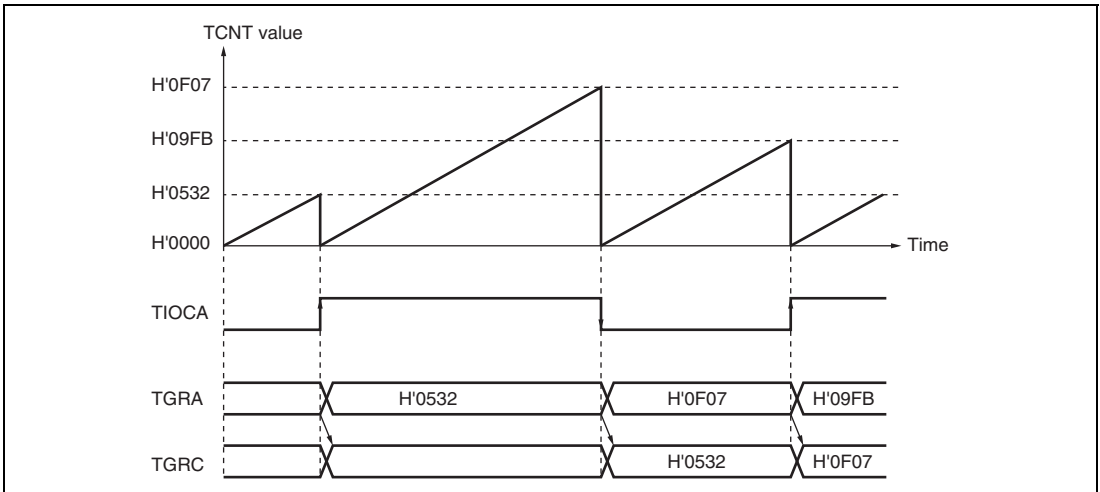 TCNT value
H'0F07
H'09FB
H'0532
H'0000
Time
TIOCA
TGRA H'0532 H'0F07 H'09FB
TGRC H'0532 H'0F07